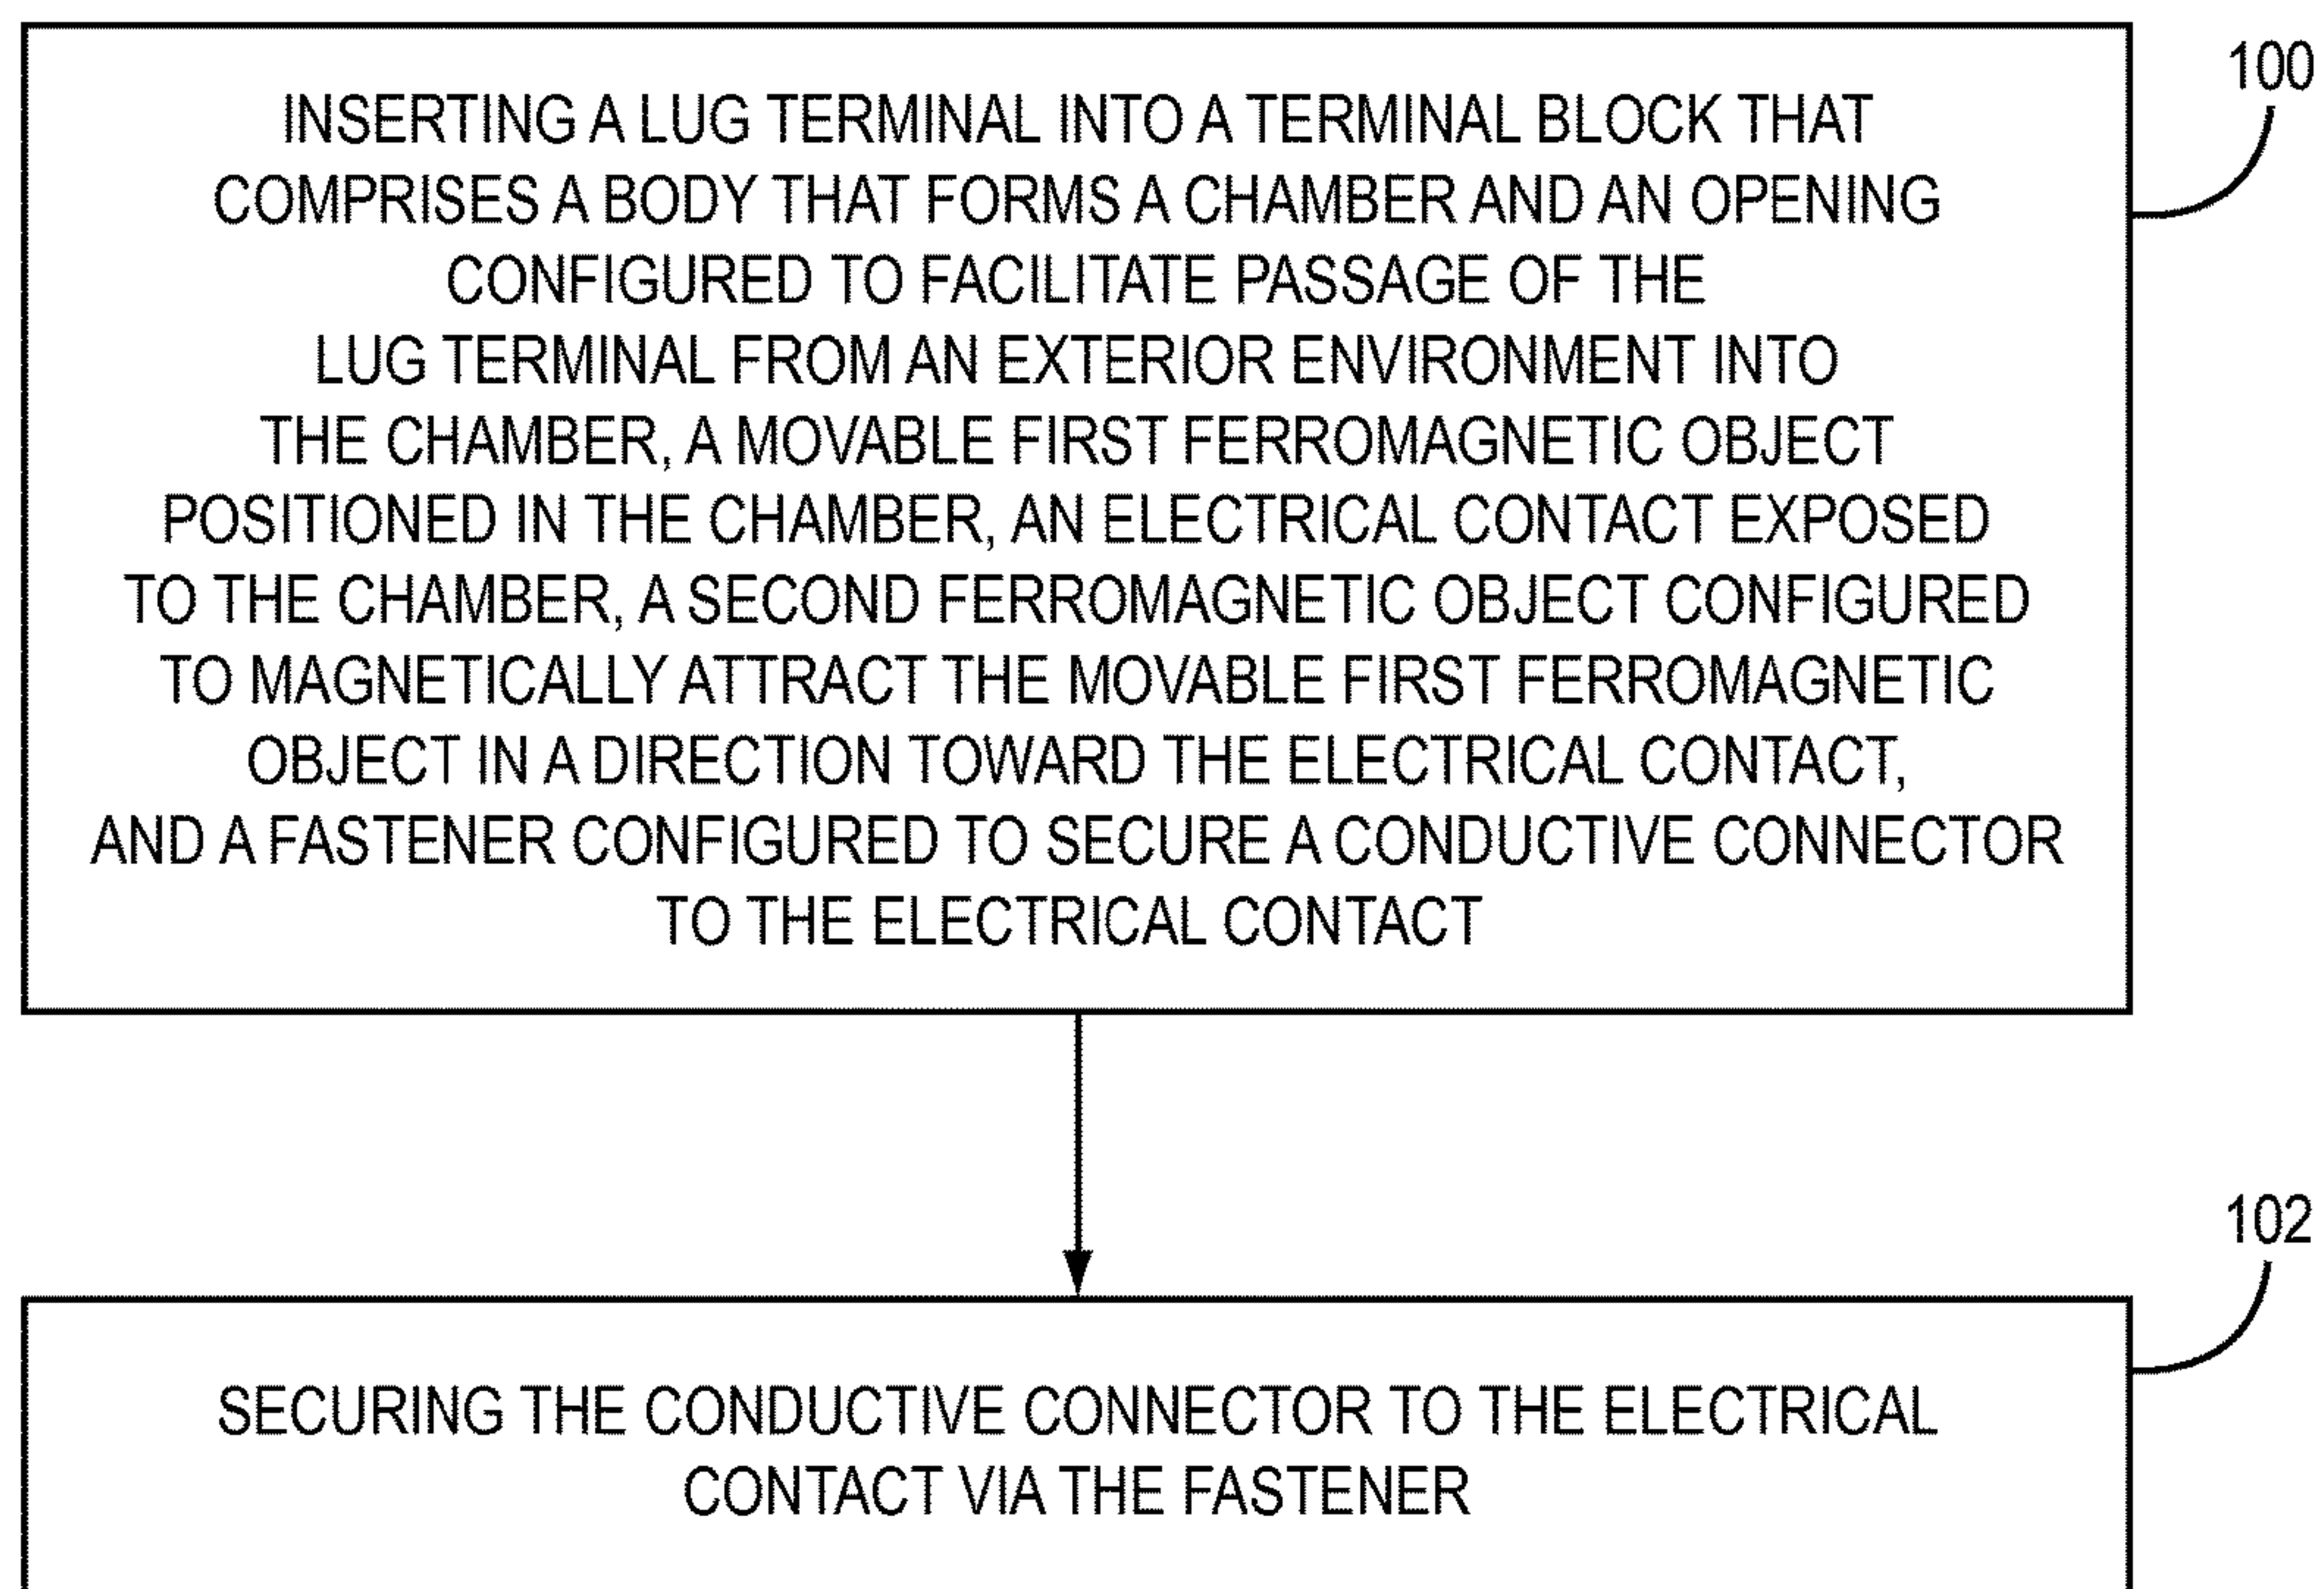 100
INSERTING A LUG TERMINAL INTO A TERMINAL BLOCK THAT
COMPRISES A BODY THAT FORMS A CHAMBER AND AN OPENING
CONFIGURED TO FACILITATE PASSAGE OF THE
LUG TERMINAL FROM AN EXTERIOR ENVIRONMENT INTO
THE CHAMBER, A MOVABLE FIRST FERROMAGNETIC OBJECT
POSITIONED IN THE CHAMBER, AN ELECTRICAL CONTACT EXPOSED
TO THE CHAMBER, A SECOND FERROMAGNETIC OBJECT CONFIGURED
TO MAGNETICALLY ATTRACT THE MOVABLE FIRST FERROMAGNETIC
OBJECT IN A DIRECTION TOWARD THE ELECTRICAL CONTACT,
AND A FASTENER CONFIGURED TO SECURE A CONDUCTIVE CONNECTOR
TO THE ELECTRICAL CONTACT
102
SECURING THE CONDUCTIVE CONNECTOR TO THE ELECTRICAL
CONTACT VIA THE FASTENER